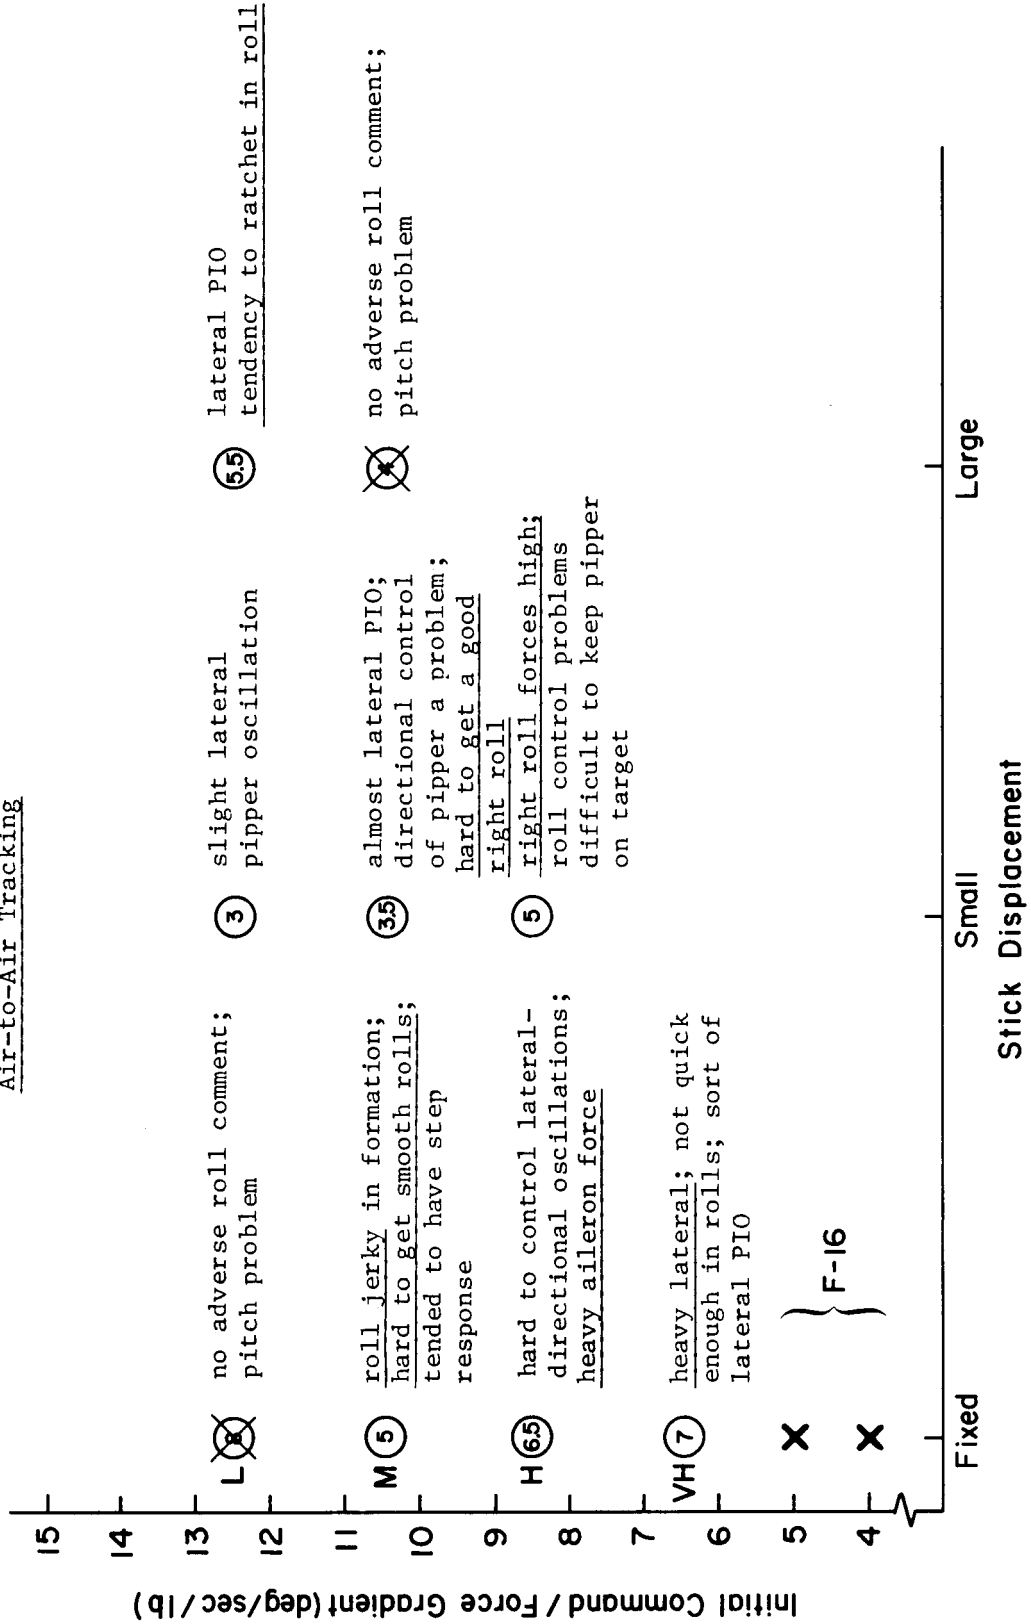 Air-to-Air Tracking
Initial Command / Force Gradient (deg/sec/lb)
15
14
13
12
11
10
9
8
7
6
5
4
L
no adverse roll comment;
pitch problem
M
5
roll jerky in formation;
hard to get smooth rolls;
tended to have step
response
H
6.5
hard to control lateral-
directional oscillations;
heavy aileron force
VH
7
heavy lateral; not quick
enough in rolls; sort of
lateral PIO
F-16
3
slight lateral
pipper oscillation
3.5
almost lateral PIO;
directional control
of pipper a problem;
hard to get a good
right roll
5
right roll forces high;
roll control problems
difficult to keep pipper
on target
5.5
lateral PIO
tendency to ratchet in roll
4
no adverse roll comment;
pitch problem
Fixed
Small
Large
Stick Displacement